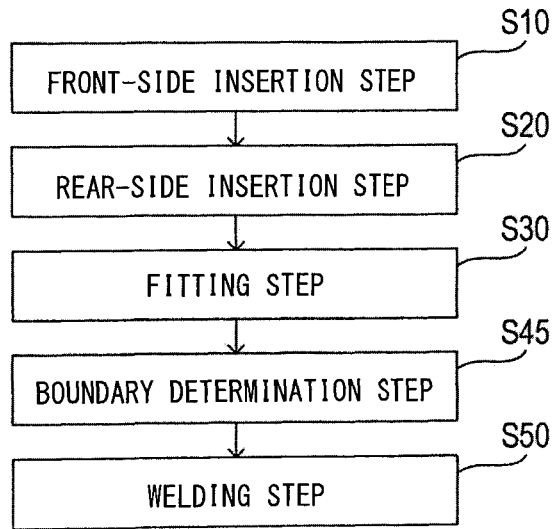 S10
FRONT-SIDE INSERTION STEP
S20
REAR-SIDE INSERTION STEP
S30
FITTING STEP
S45
BOUNDARY DETERMINATION STEP
S50
WELDING STEP